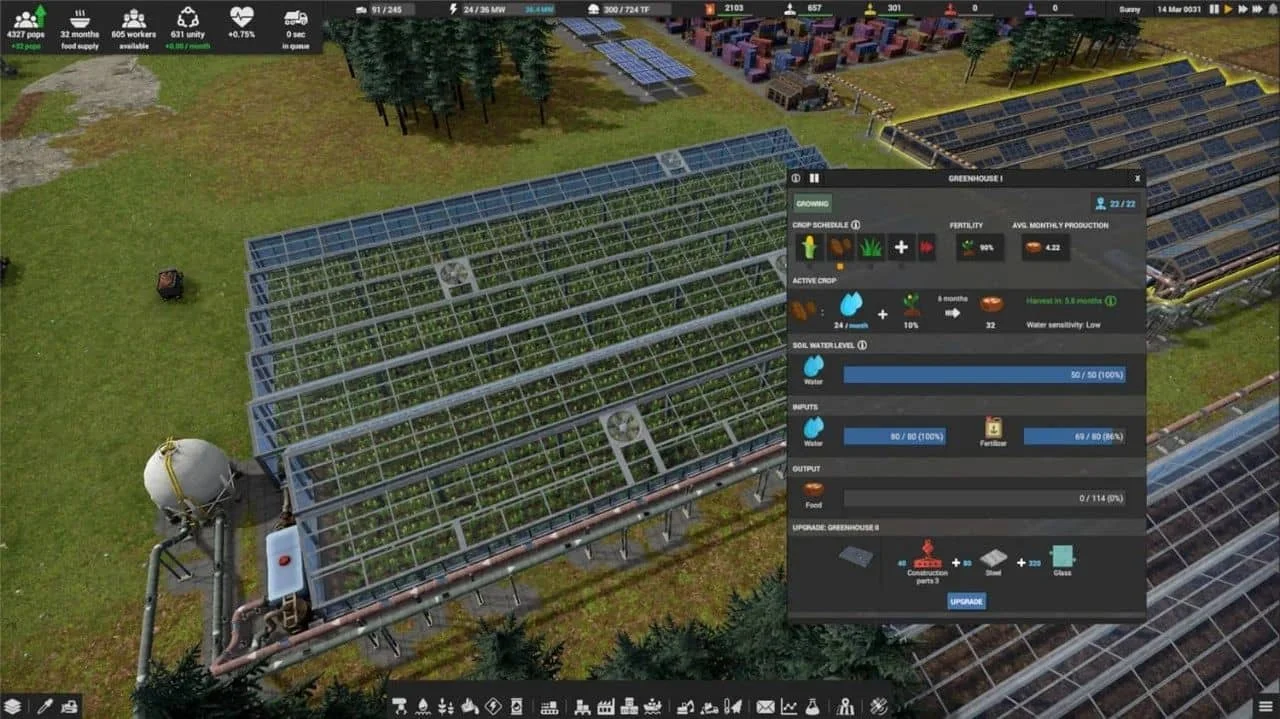 91 / 245
24 / 36 MW
36.4 MW
300 / 724 TF
2103
657
301
0
0
Sunny
14 Mar 0031
4327 pops
32 months
605 workers
631 unity
+0.75%
0 sec
+32 pops
food supply
available
+0.00 / month
in queue
GREENHOUSE I
X
GROWING
22 / 22
CROP SCHEDULE
FERTILITY
AVG. MONTHLY PRODUCTION
90%
4.22
ACTIVE CROP
:
24 / month
+
10%
6 months
32
Harvest in: 5.8 months
Water sensitivity: Low
SOIL WATER LEVEL
Water
50 / 50 (100%)
INPUTS
Water
80 / 80 (100%)
Fertilizer
69 / 80 (86%)
OUTPUT
Food
0 / 114 (0%)
UPGRADE: GREENHOUSE II
40
Construction
parts 3
+ 80
Steel
+ 320
Glass
UPGRADE